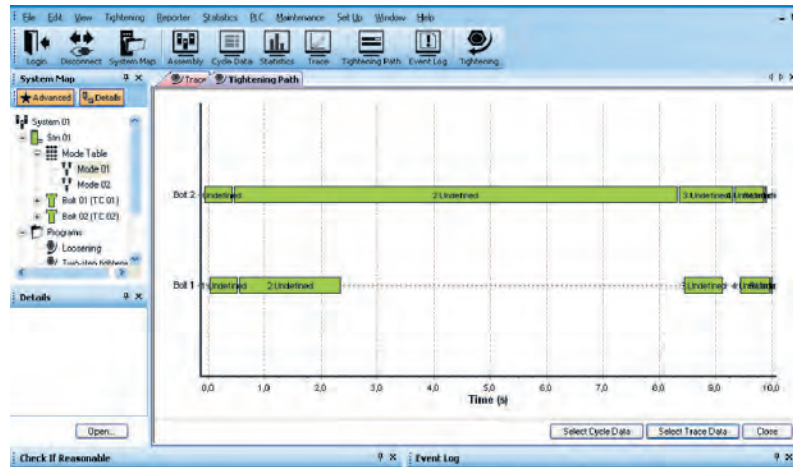 File Edit View Tightening Reporter Statistics PLC Maintenance Set Up Window Help
Login Disconnect System Map Assembly Cycle Data Statistics Trace Tightening Path Event Log Tightening
System Map
Trace Tightening Path
Advanced Details
System 01
Stn 01
Mode Table
Mode 01
Mode 02
Bolt 01 (TC 01)
Bolt 02 (TC 02)
Programs
Loosening
Details
Open...
Bolt 2
2 Undefined
3 Undefined
Bolt 1
2 Undefined
0,0 1,0 2,0 3,0 4,0 5,0 6,0 7,0 8,0 9,0 10,0
Time (s)
Select Cycle Data Select Trace Data Close
Check If Reasonable
Event Log